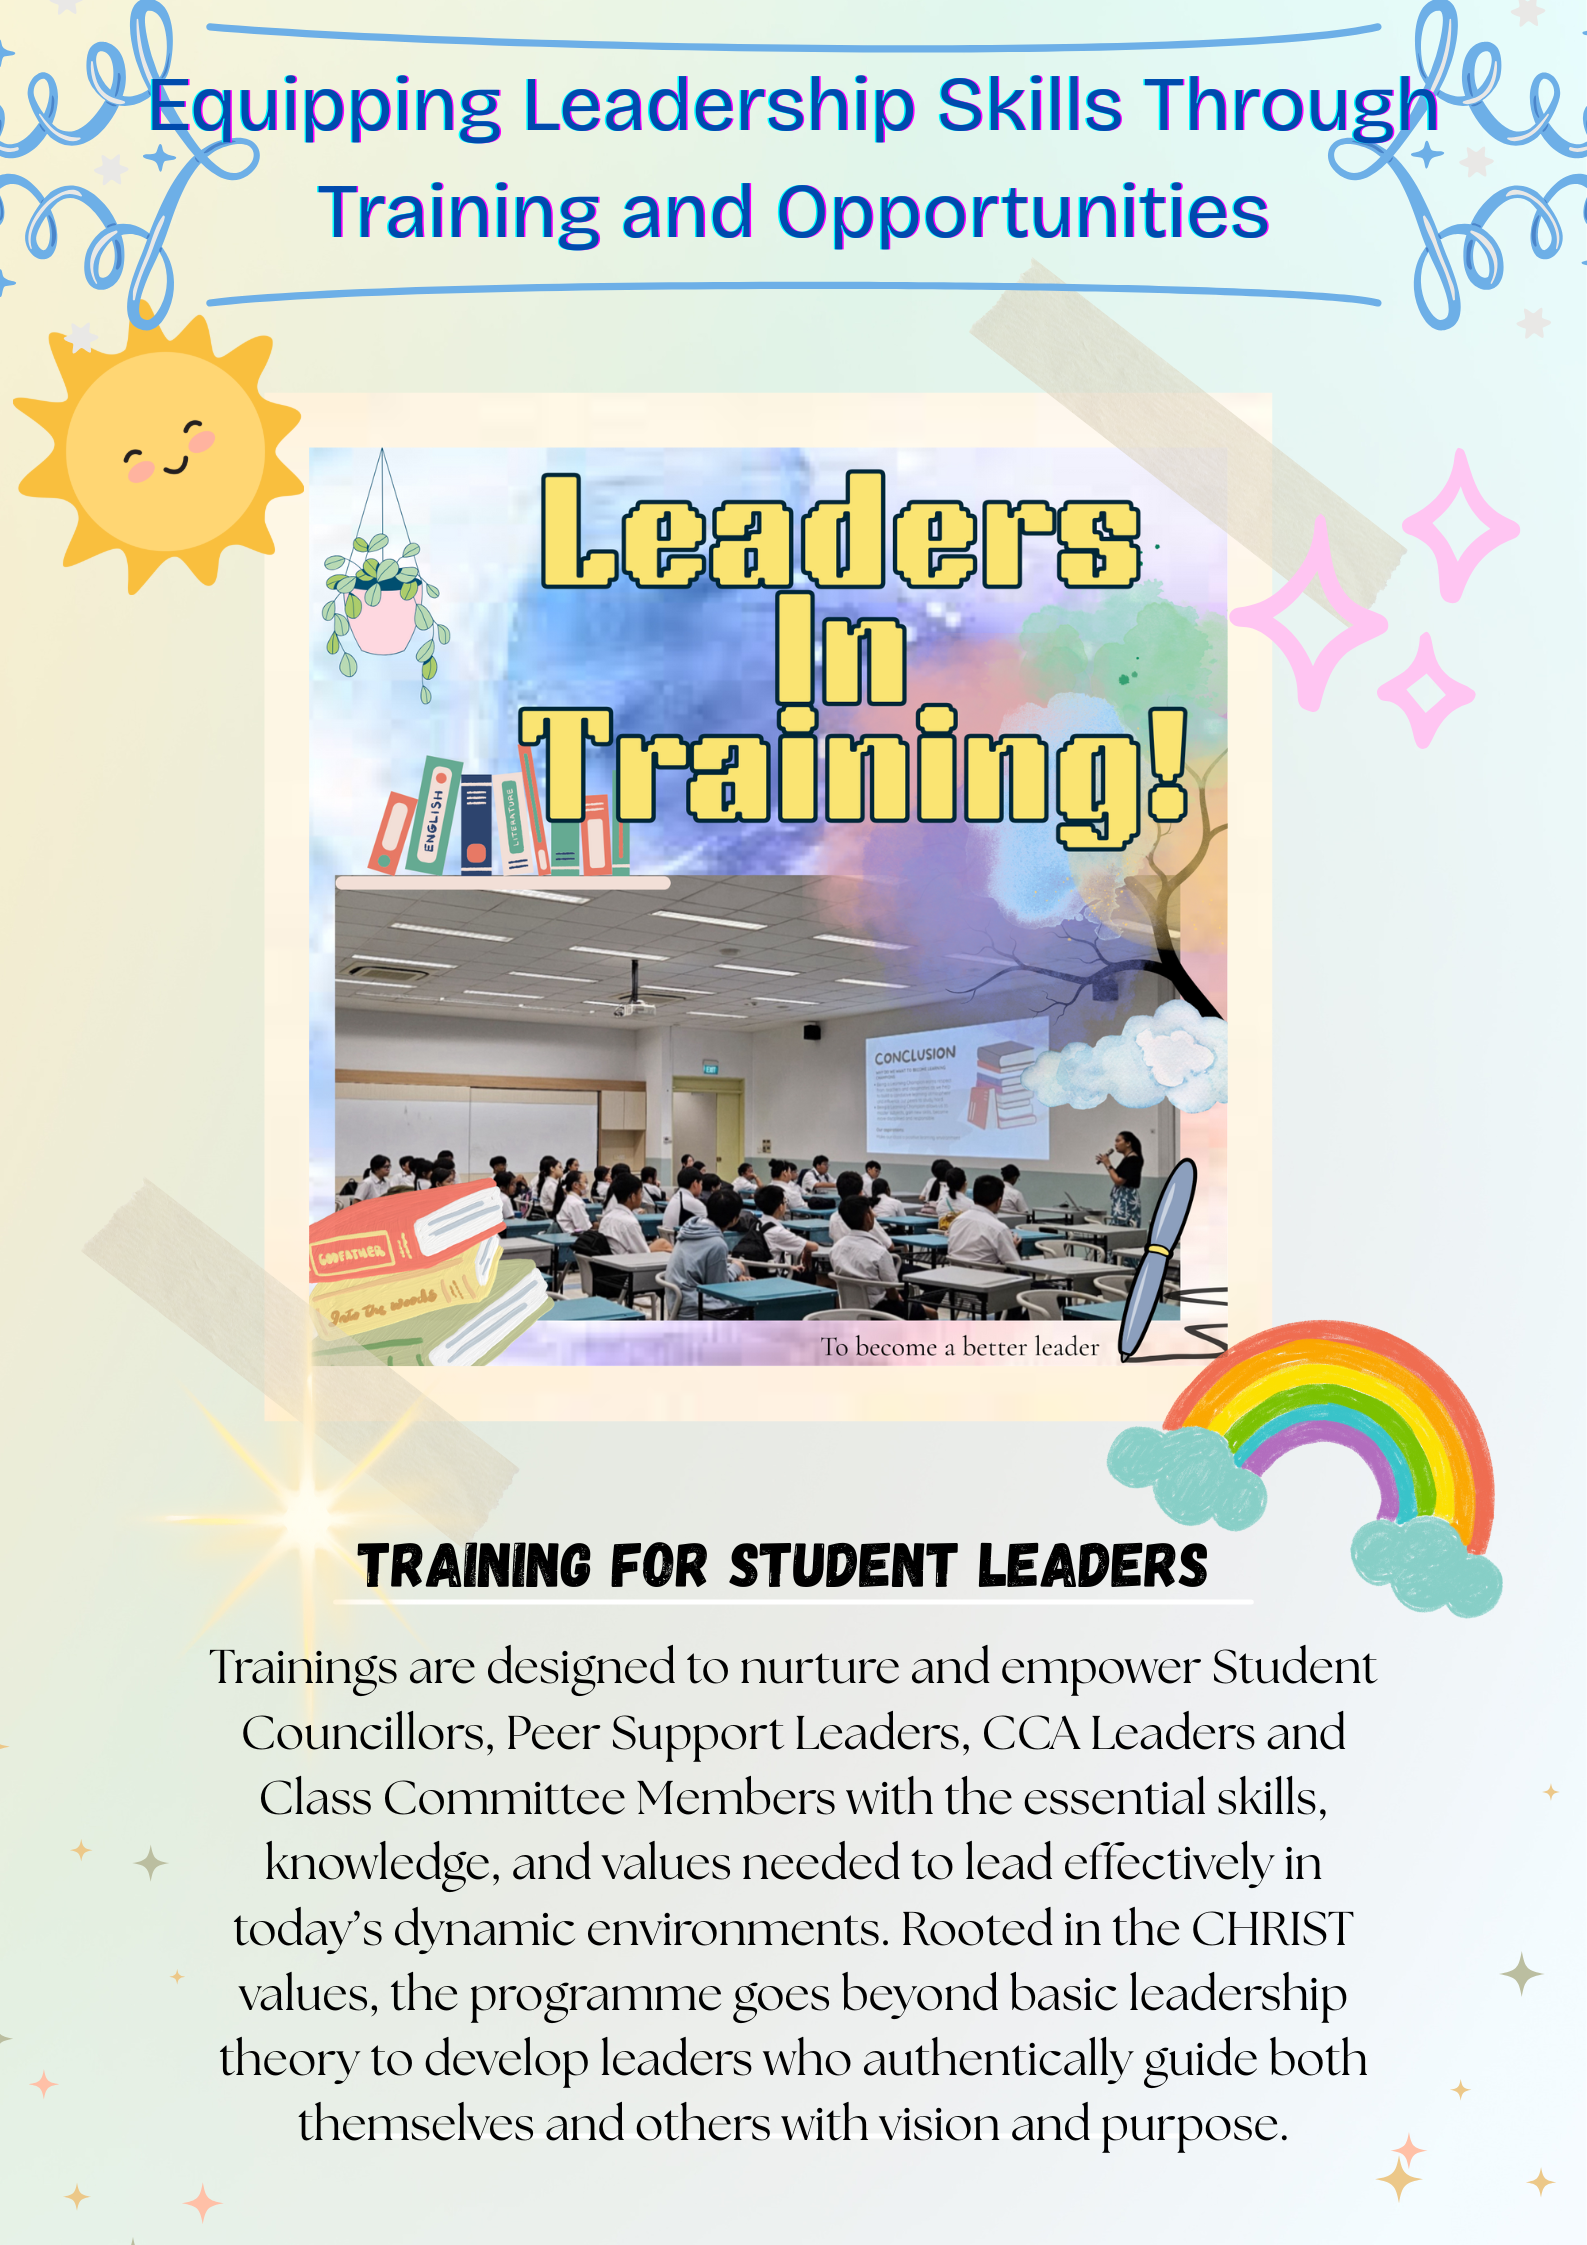 Equipping Leadership Skills Through
Training and Opportunities
Leaders
In
Training!
ENGLISH
LITERATURE
CONCLUSION
GODFATHER
Into the woods
To become a better leader
TRAINING FOR STUDENT LEADERS
Trainings are designed to nurture and empower Student
Councillors, Peer Support Leaders, CCA Leaders and
Class Committee Members with the essential skills,
knowledge, and values needed to lead effectively in
today’s dynamic environments. Rooted in the CHRIST
values, the programme goes beyond basic leadership
theory to develop leaders who authentically guide both
themselves and others with vision and purpose.